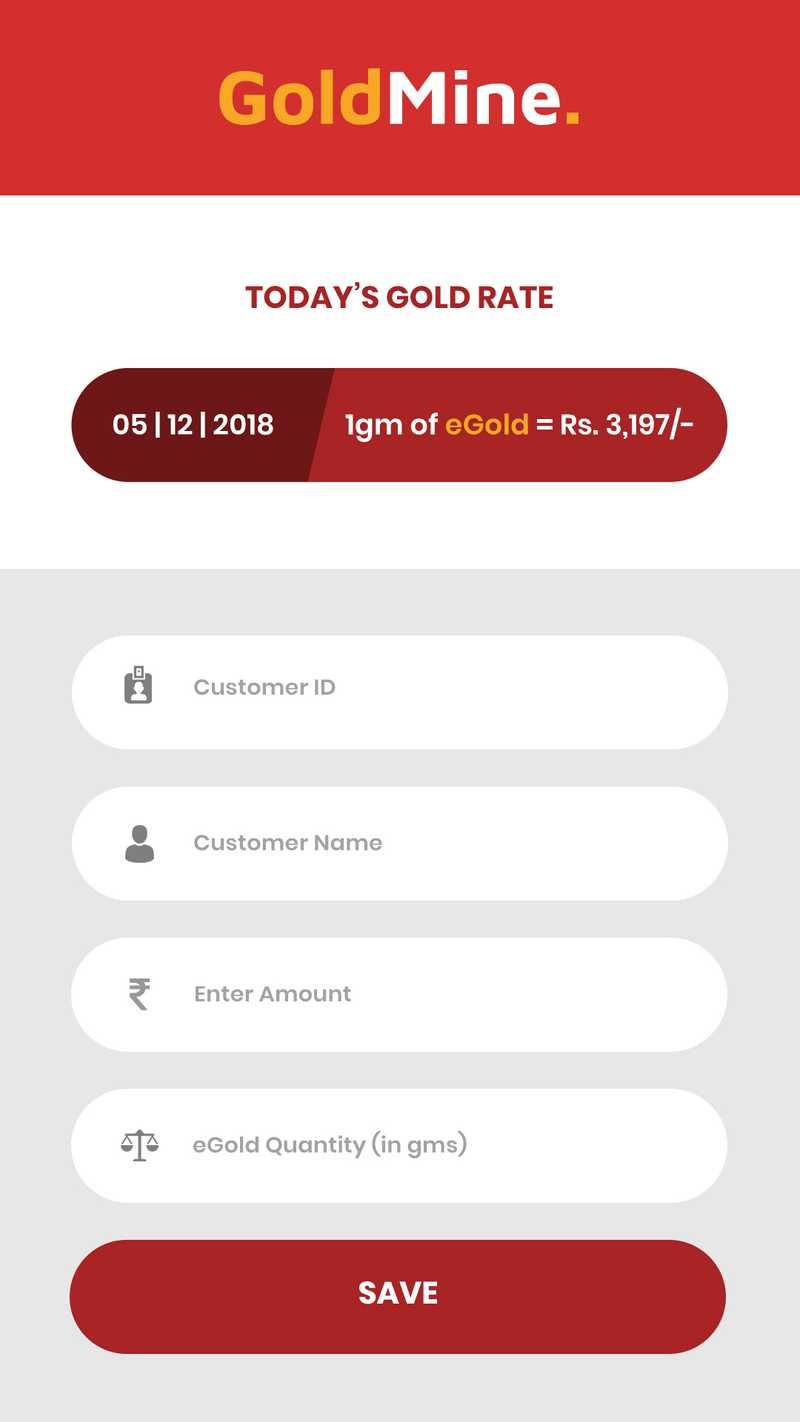 GoldMine.
TODAY’S GOLD RATE
05 | 12 | 2018 1gm of eGold = Rs. 3,197/-
Customer ID
Customer Name
₹ Enter Amount
eGold Quantity (in gms)
SAVE